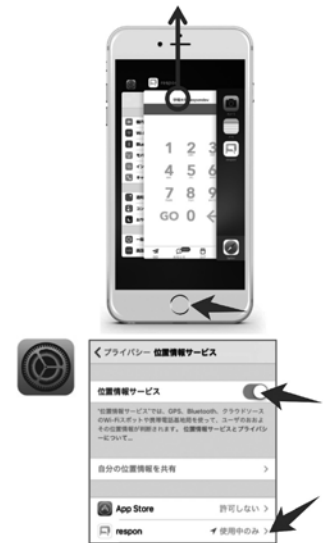 1 2 3
4 5 6
7 8 9
GO 0
プライバシー 位置情報サービス
位置情報サービス
"位置情報サービス"では、GPS、Bluetooth、クラウドソース
のWi-Fiスポットや携帯電話基地局を使って、ユーザのおおよ
その位置情報が判断されます。位置情報サービスとプライバシ
ーについて...
自分の位置情報を共有
App Store 許可しない
respon 使用中のみ